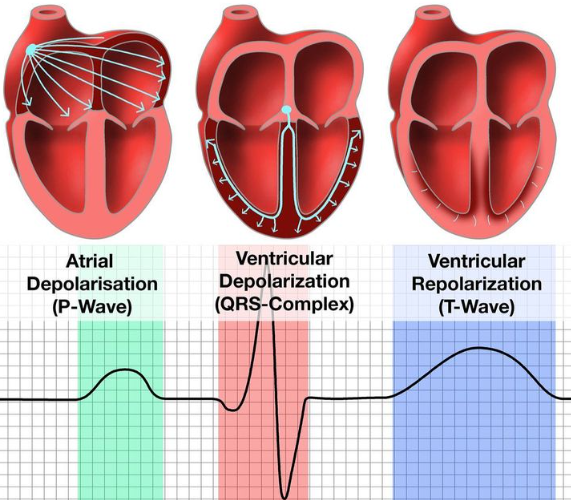 Atrial
Depolarisation
(P-Wave)
Ventricular
Depolarization
(QRS-Complex)
Ventricular
Repolarization
(T-Wave)